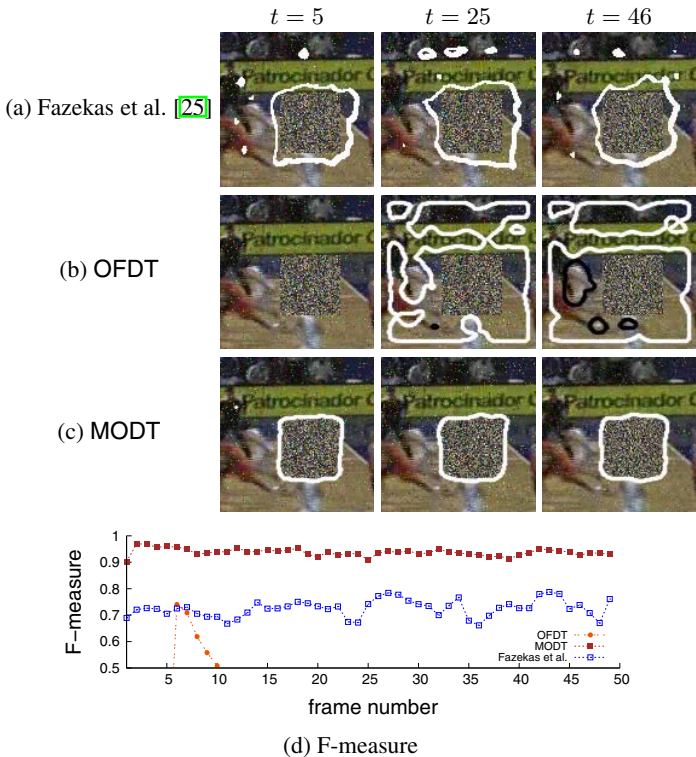 t = 5 t = 25 t = 46
(a) Fazekas et al. [25]
Patrocinador
Patrocinador
Patrocinador
(b) OFDT
Patrocinador
Patrocinador
Patrocinador
(c) MODT
Patrocinador
Patrocinador
Patrocinador
1
0.9
0.8
0.7
0.6
0.5
F-measure
OFDT
MODT
Fazekas et al.
5 10 15 20 25 30 35 40 45 50
frame number
(d) F-measure